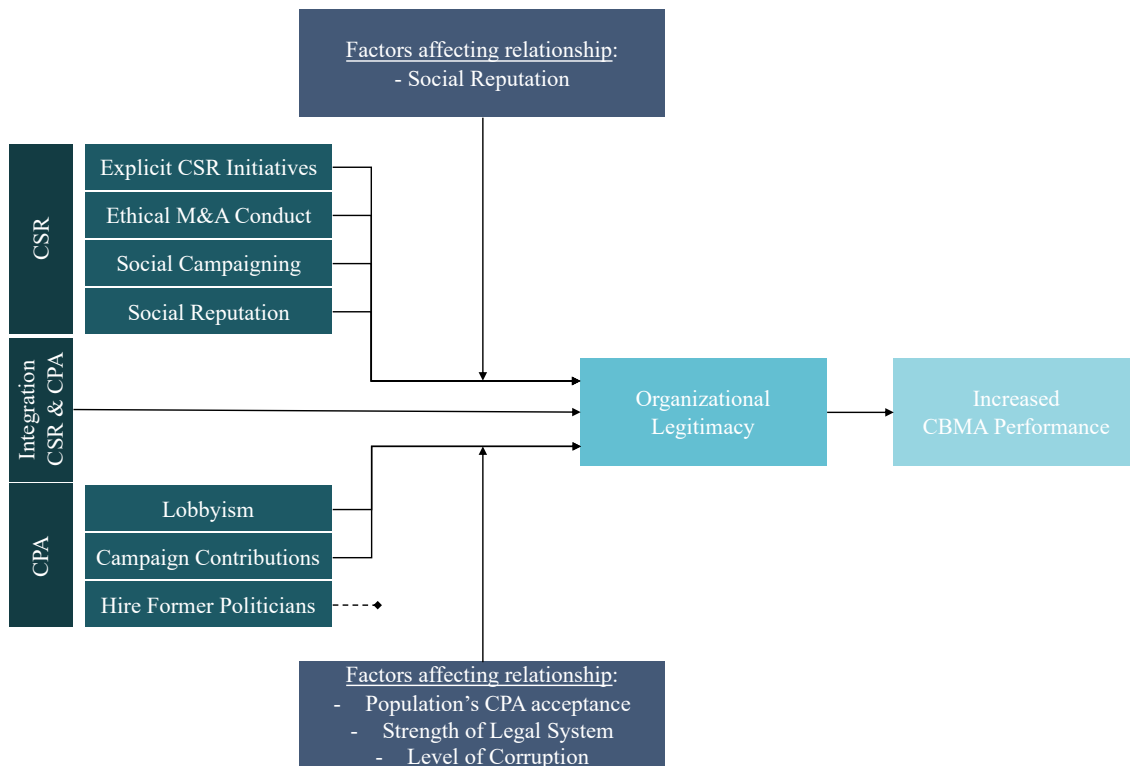 Factors affecting relationship:
- Social Reputation
CSR
Explicit CSR Initiatives
Ethical M&A Conduct
Social Campaigning
Social Reputation
Integration
CSR & CPA
Organizational
Legitimacy
Increased
CBMA Performance
CPA
Lobbyism
Campaign Contributions
Hire Former Politicians
Factors affecting relationship:
- Population’s CPA acceptance
- Strength of Legal System
- Level of Corruption